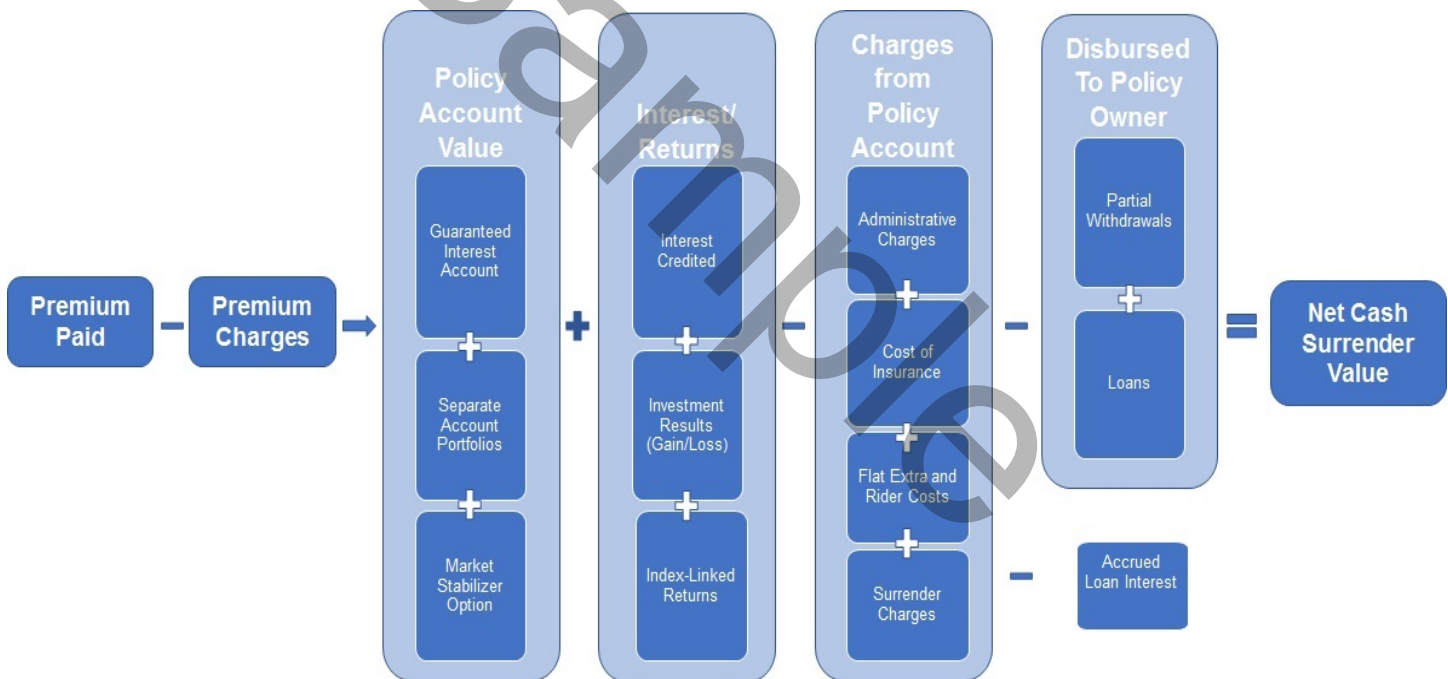 Premium
Paid
Premium
Charges
Policy
Account
Value
Guaranteed
Interest
Account
Separate
Account
Portfolios
Market
Stabilizer
Option
Interest/
Returns
Interest
Credited
Investment
Results
(Gain/Loss)
Index-Linked
Returns
Charges
from
Policy
Account
Administrative
Charges
Cost of
Insurance
Flat Extra and
Rider Costs
Surrender
Charges
Disbursed
To Policy
Owner
Partial
Withdrawals
Loans
Accrued
Loan Interest
Net Cash
Surrender
Value
Sample